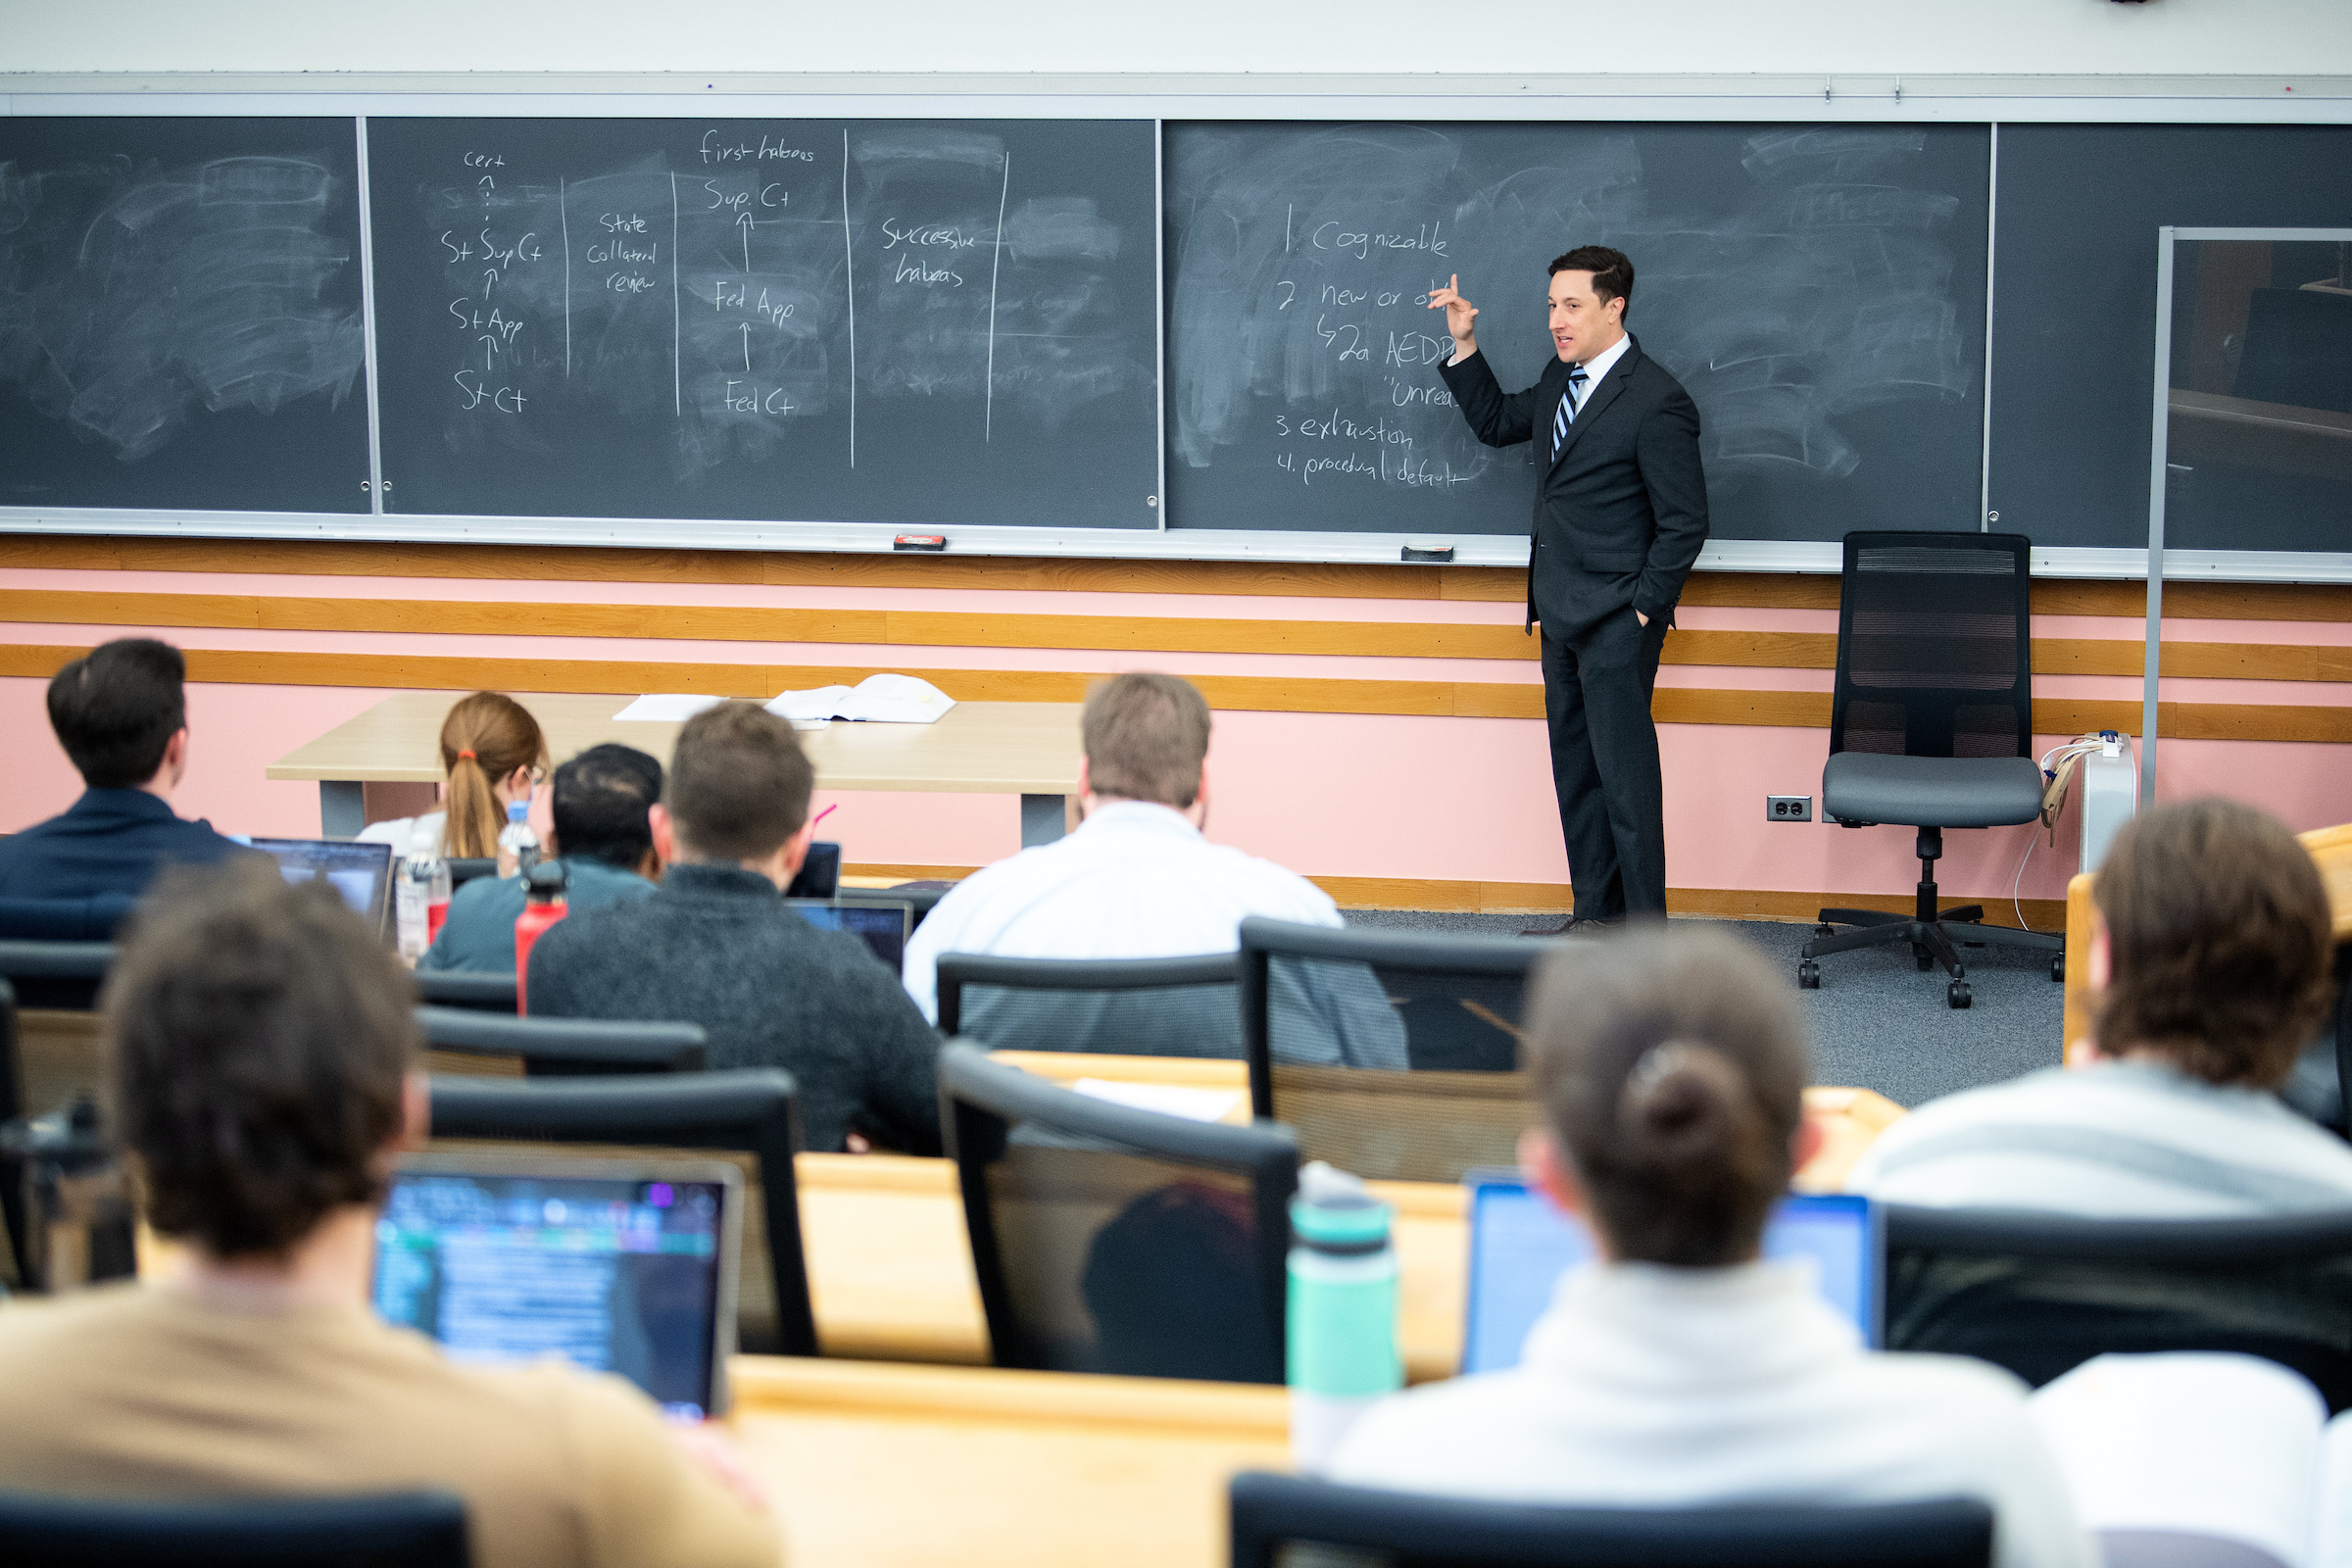 cert
St Sup Ct
St App
St Ct
State
Collateral
review
first habeas
Sup. Ct
Fed App
Fed Ct
Successive
habeas
1. Cognizable
2 new or
2a AEDP
"Unrea
3. exhaustion
4. procedural default